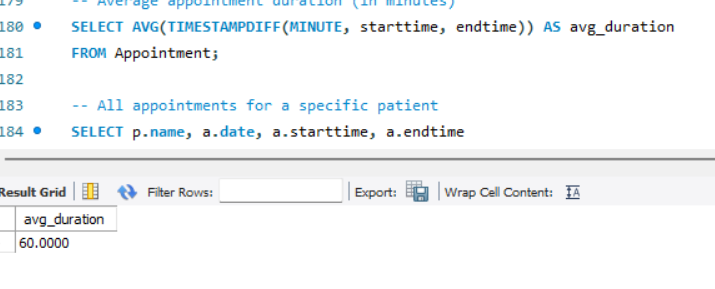 179 -- Average appointment duration (in minutes)
180 SELECT AVG(TIMESTAMPDIFF(MINUTE, starttime, endtime)) AS avg_duration
181 FROM Appointment;
182
183 -- All appointments for a specific patient
184 SELECT p.name, a.date, a.starttime, a.endtime
Result Grid Filter Rows: Export: Wrap Cell Content: IA
avg_duration
60.0000